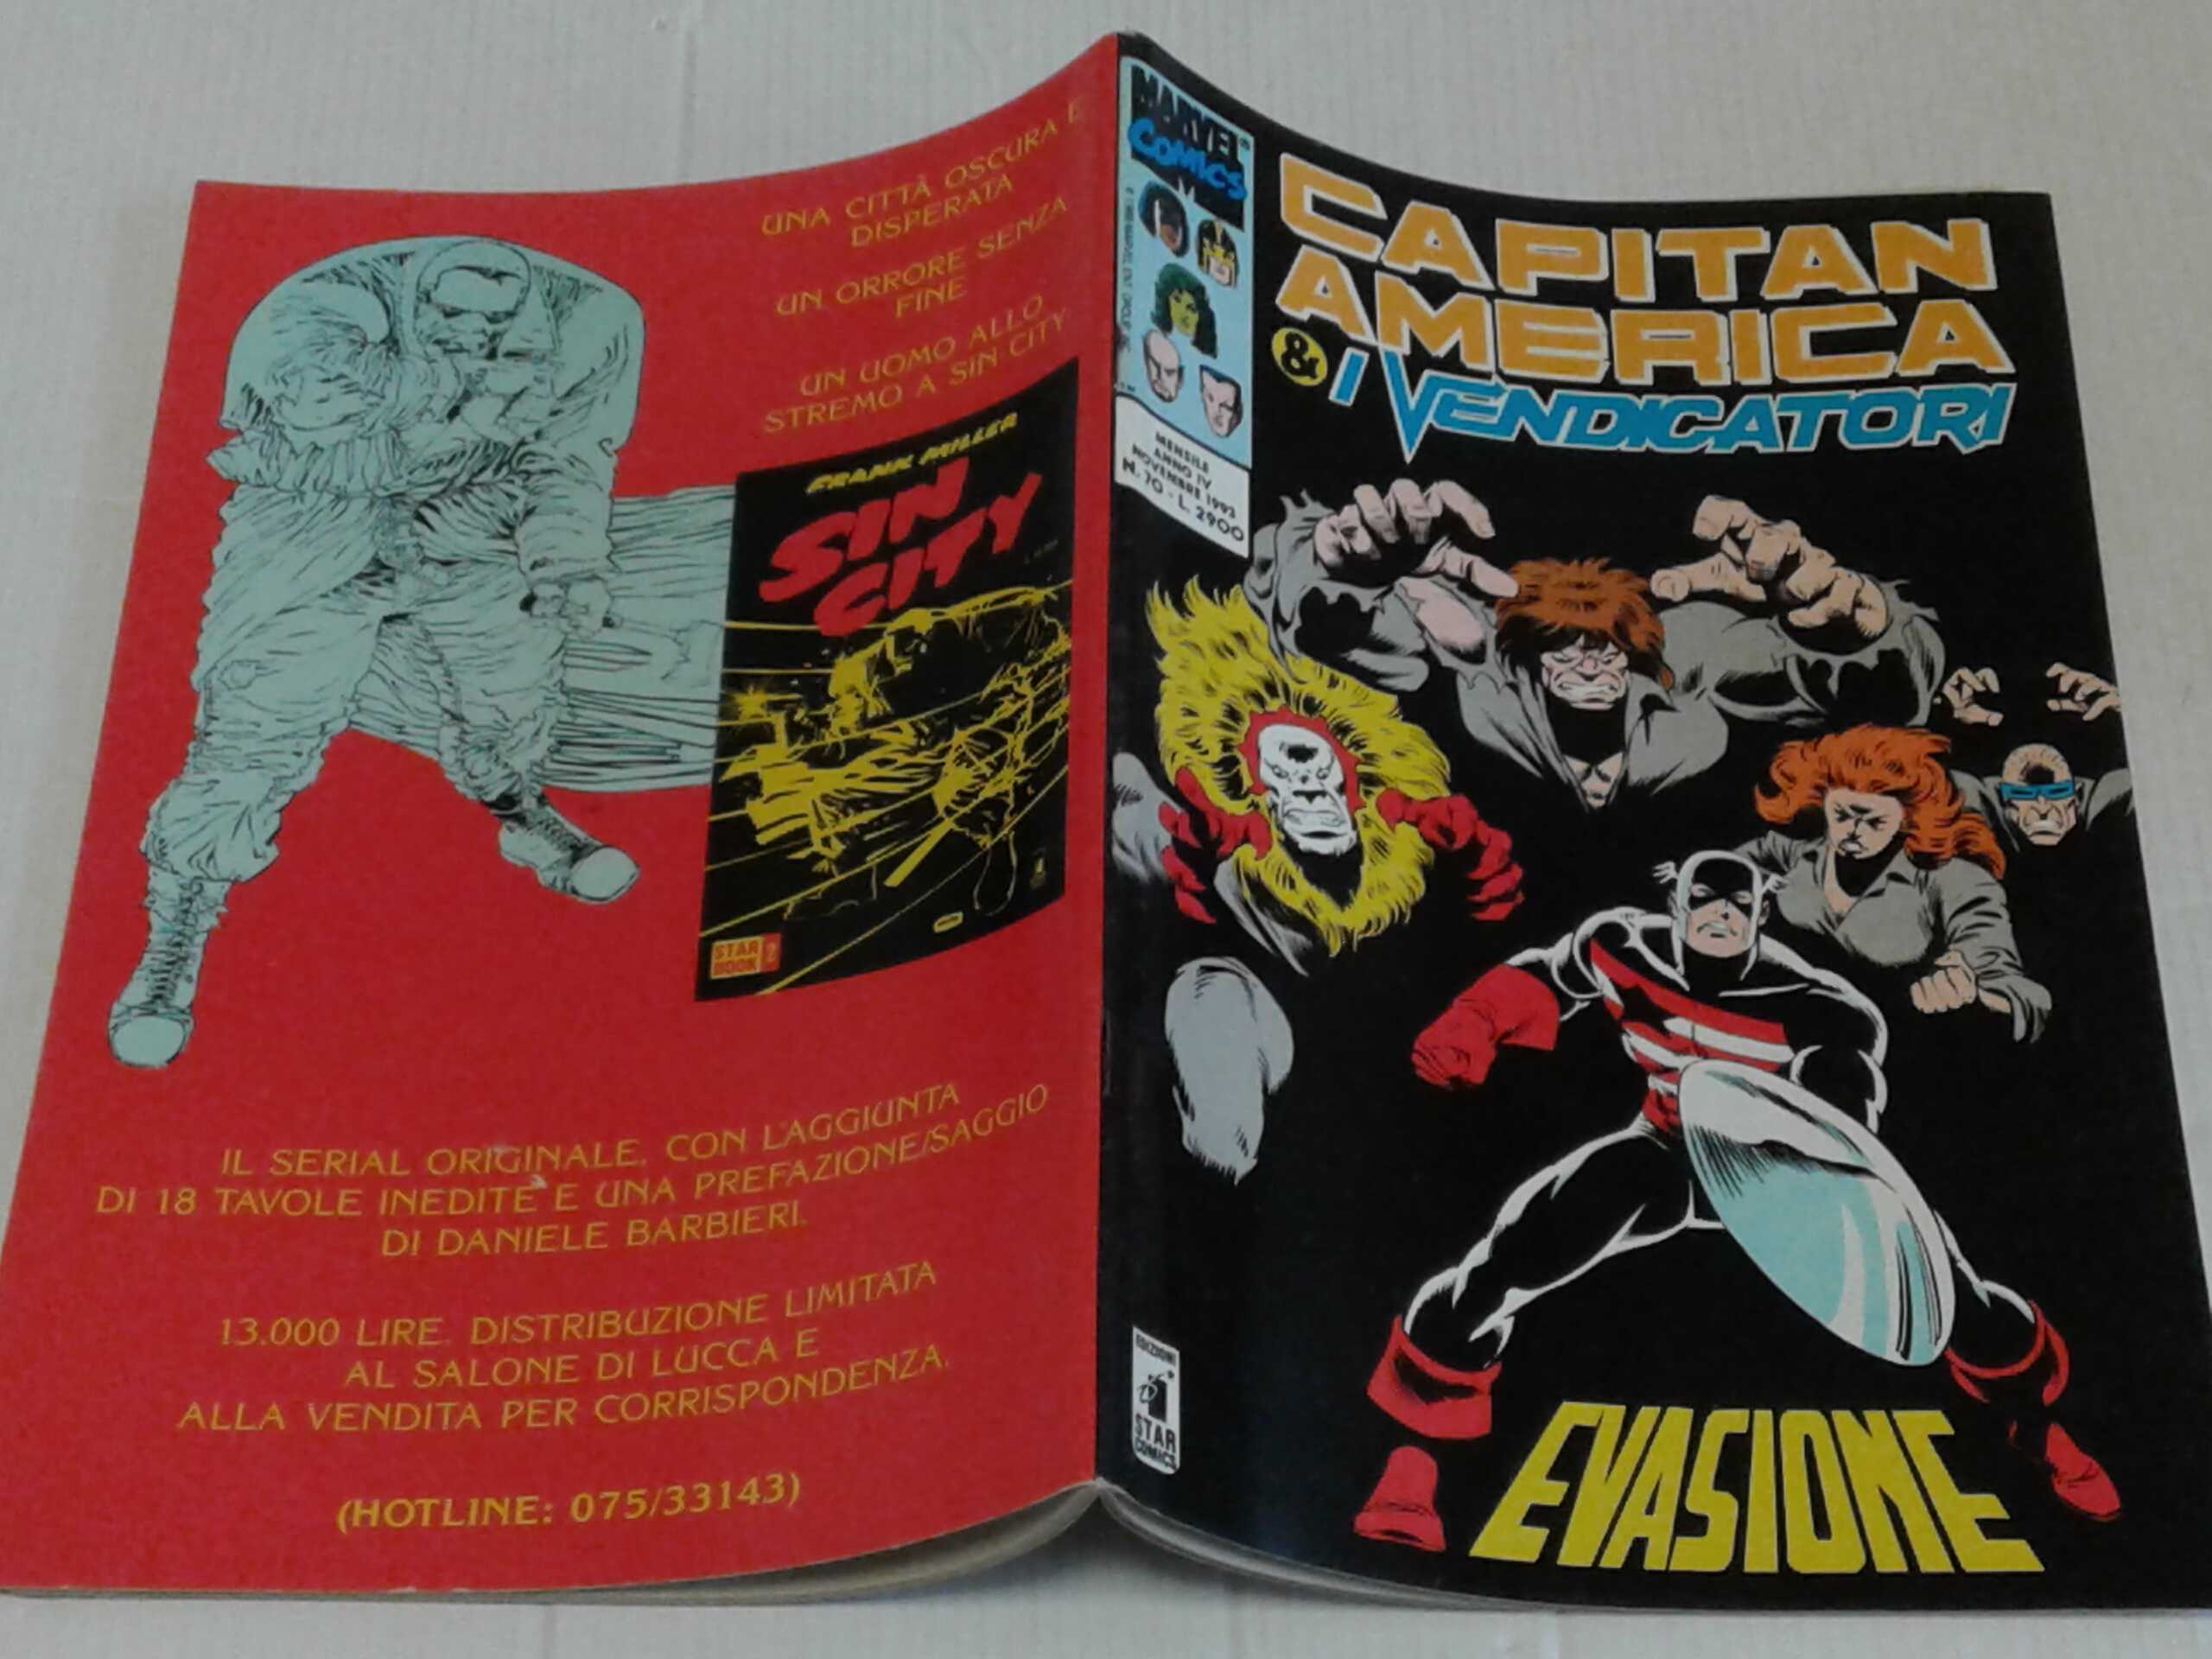 UNA CITTÀ OSCURA E
DISPERATA
UN ORRORE SENZA
FINE
UN UOMO ALLO
STREMO A SIN CITY
FRANK MILLER
SIN
CITY
STAR
BOOK 2
IL SERIAL ORIGINALE, CON L'AGGIUNTA
DI 18 TAVOLE INEDITE E UNA PREFAZIONE/SAGGIO
DI DANIELE BARBIERI.
13.000 LIRE. DISTRIBUZIONE LIMITATA
AL SALONE DI LUCCA E
ALLA VENDITA PER CORRISPONDENZA.
(HOTLINE: 075/33143)
MARVEL
COMICS
MENSILE
ANNO IV
NOVEMBRE 1993
N. 70 - L. 2900
CAPITAN
AMERICA
& I VENDICATORI
EDIZIONI
STAR
COMICS
EVASIONE